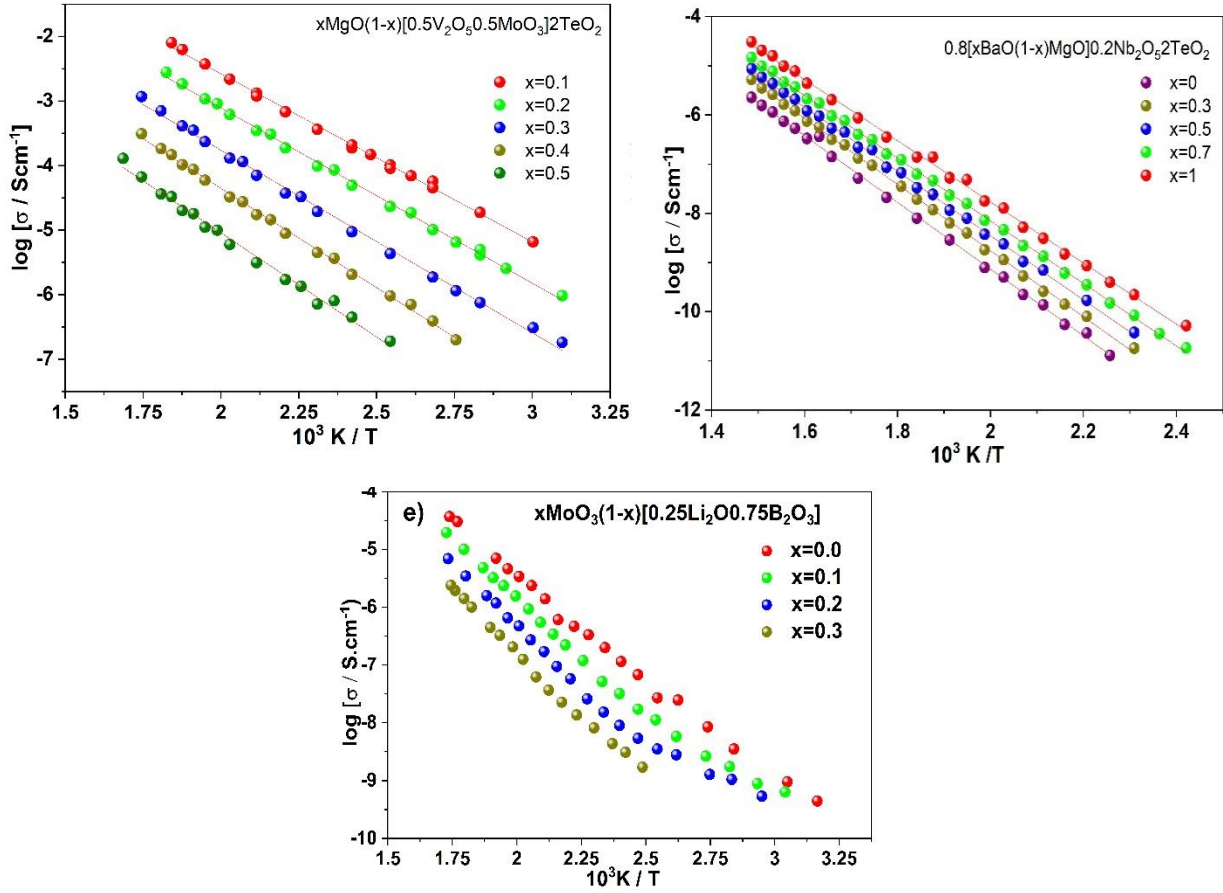 xMgO(1-x)[0.5V₂O₅0.5MoO₃]2TeO₂
x=0.1
x=0.2
x=0.3
x=0.4
x=0.5
log [σ / Scm⁻¹]
-2
-3
-4
-5
-6
-7
1.5 1.75 2 2.25 2.5 2.75 3 3.25
10³ K / T
0.8[xBaO(1-x)MgO]0.2Nb₂O₅2TeO₂
x=0
x=0.3
x=0.5
x=0.7
x=1
log [σ / Scm⁻¹]
-4
-6
-8
-10
-12
1.4 1.6 1.8 2 2.2 2.4
10³ K /T
e) xMoO₃(1-x)[0.25Li₂O0.75B₂O₃]
x=0.0
x=0.1
x=0.2
x=0.3
log [σ / S.cm⁻¹)
-4
-5
-6
-7
-8
-9
-10
1.75 2 2.25 2.5 2.75 3 3.25
10³K / T